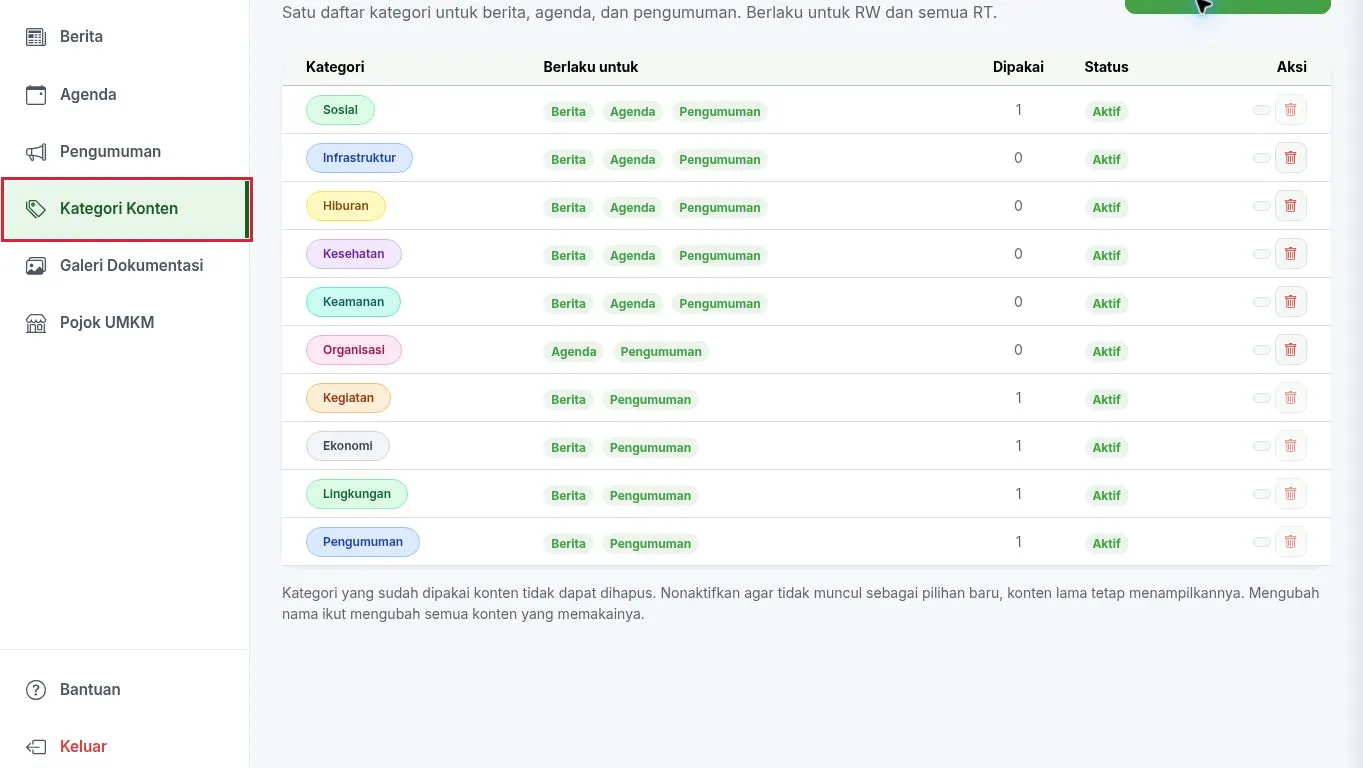 Berita
Agenda
Pengumuman
Kategori Konten
Galeri Dokumentasi
Pojok UMKM
Bantuan
Keluar
Satu daftar kategori untuk berita, agenda, dan pengumuman. Berlaku untuk RW dan semua RT.
Kategori Berlaku untuk Dipakai Status Aksi
Sosial Berita Agenda Pengumuman 1 Aktif
Infrastruktur Berita Agenda Pengumuman 0 Aktif
Hiburan Berita Agenda Pengumuman 0 Aktif
Kesehatan Berita Agenda Pengumuman 0 Aktif
Keamanan Berita Agenda Pengumuman 0 Aktif
Organisasi Agenda Pengumuman 0 Aktif
Kegiatan Berita Pengumuman 1 Aktif
Ekonomi Berita Pengumuman 1 Aktif
Lingkungan Berita Pengumuman 1 Aktif
Pengumuman Berita Pengumuman 1 Aktif
Kategori yang sudah dipakai konten tidak dapat dihapus. Nonaktifkan agar tidak muncul sebagai pilihan baru, konten lama tetap menampilkannya. Mengubah
nama ikut mengubah semua konten yang memakainya.